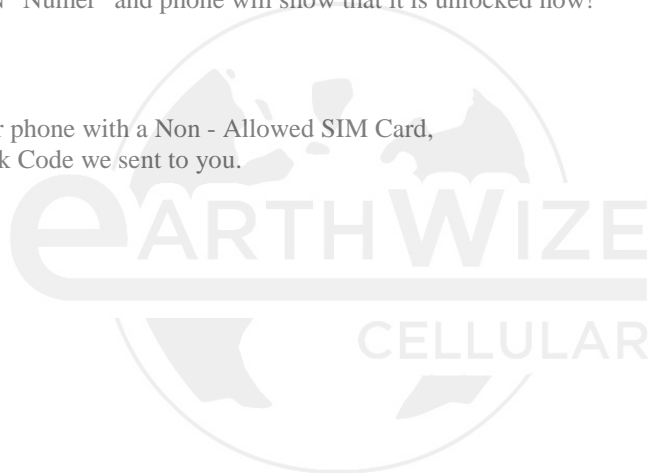 "Numer" and phone will show that it is unlocked now!
r phone with a Non - Allowed SIM Card,
k Code we sent to you.
eARTHWIZE
CELLULAR